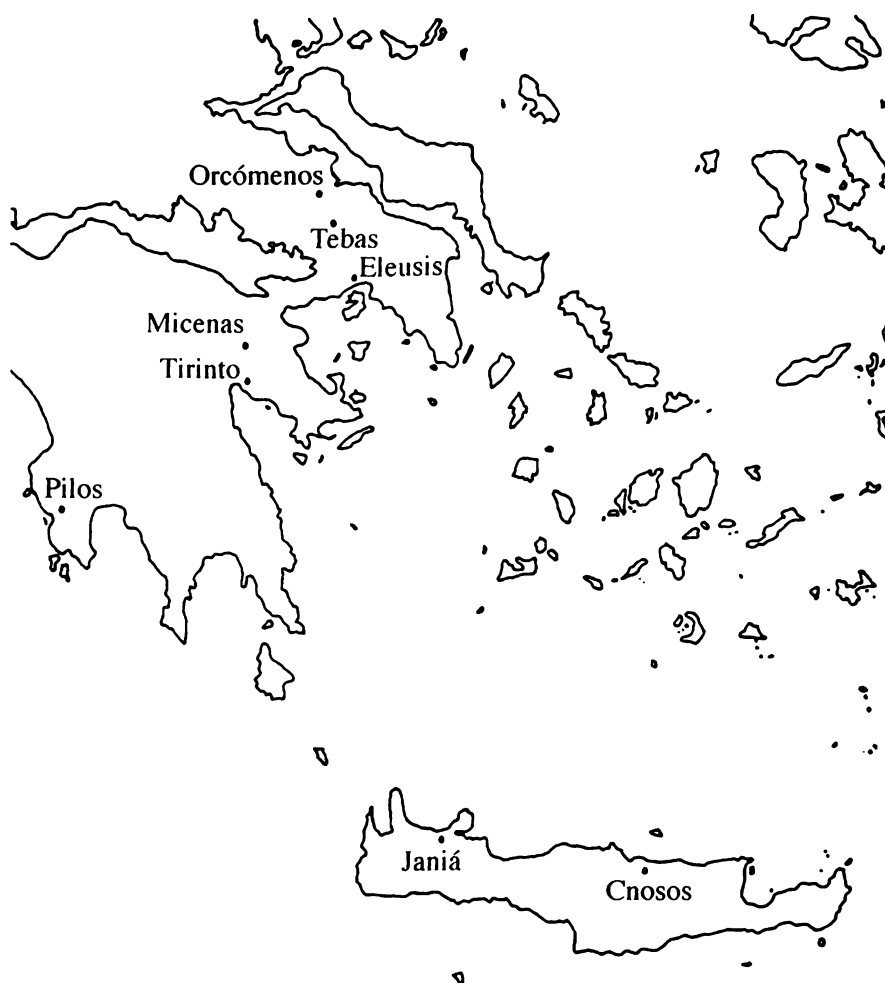 Orcómenos
Tebas
Eleusis
Micenas
Tirinto
Pilos
Janiá
Cnosos